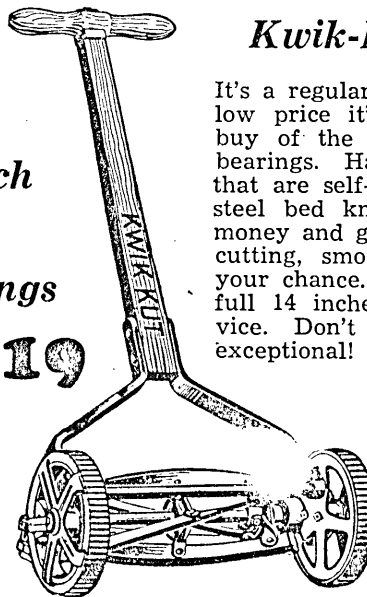 Kwik-
It's a regular
low price it'
buy of the
bearings. Ha
that are self-
steel bed kn
money and g
cutting, smo
your chance.
full 14 inche
vice. Don't
exceptional!
ch
ngs
19
KWIK KUT